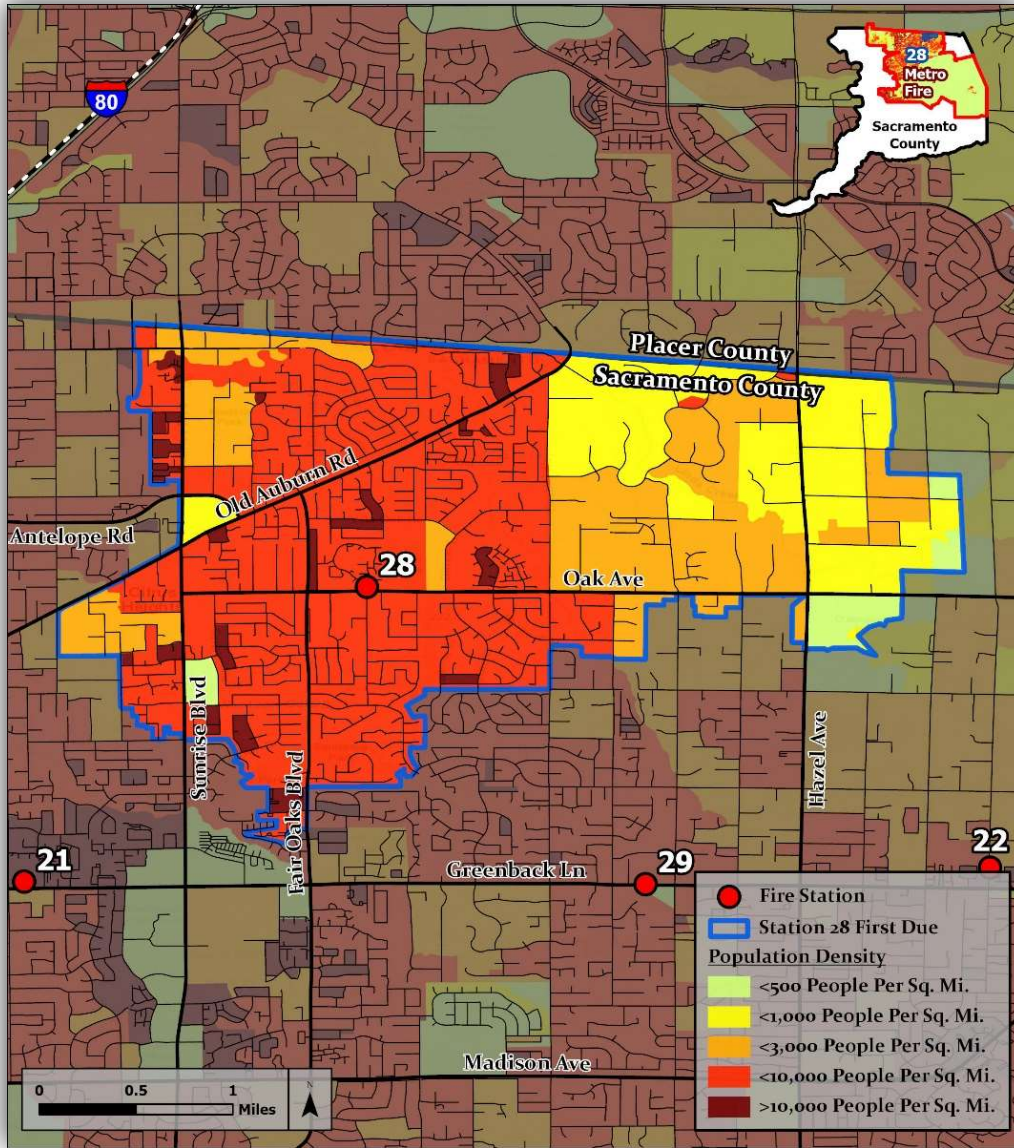 80
28
Metro
Fire
Sacramento
County
Placer County
Sacramento County
Old Auburn Rd
Antelope Rd
28
Oak Ave
Sunrise Blvd
Fair Oaks Blvd
Hazel Ave
21
Greenback Ln
29
22
Madison Ave
Fire Station
Station 28 First Due
Population Density
<500 People Per Sq. Mi.
<1,000 People Per Sq. Mi.
<3,000 People Per Sq. Mi.
<10,000 People Per Sq. Mi.
>10,000 People Per Sq. Mi.
0 0.5 1
Miles
N